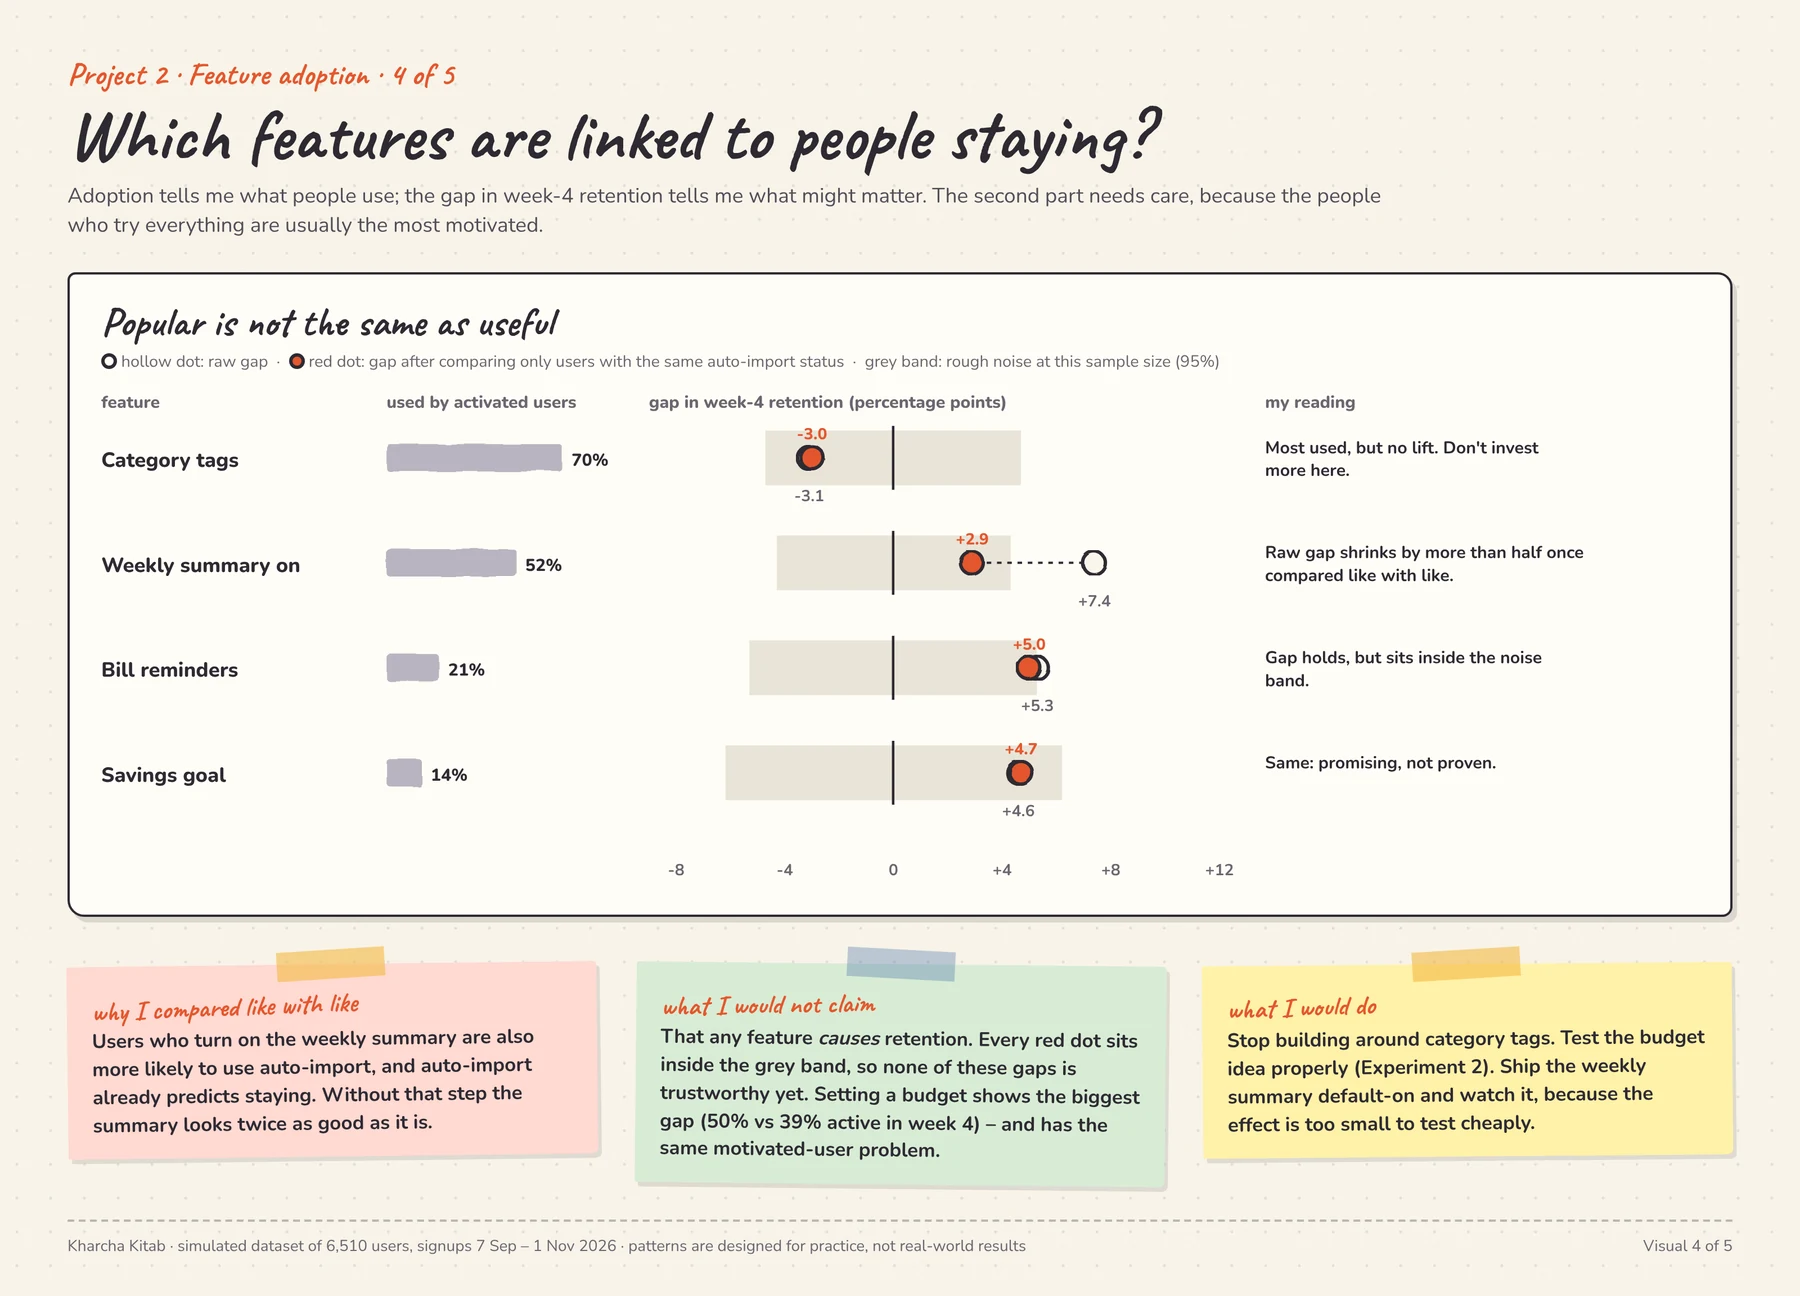 Project 2 · Feature adoption · 4 of 5
Which features are linked to people staying?
Adoption tells me what people use; the gap in week-4 retention tells me what might matter. The second part needs care, because the people
who try everything are usually the most motivated.
Popular is not the same as useful
hollow dot: raw gap · red dot: gap after comparing only users with the same auto-import status · grey band: rough noise at this sample size (95%)
feature used by activated users gap in week-4 retention (percentage points) my reading
Category tags 70% -3.0 -3.1
Most used, but no lift. Don't invest
more here.
Weekly summary on 52% +2.9 +7.4
Raw gap shrinks by more than half once
compared like with like.
Bill reminders 21% +5.0 +5.3
Gap holds, but sits inside the noise
band.
Savings goal 14% +4.7 +4.6
Same: promising, not proven.
-8 -4 0 +4 +8 +12
why I compared like with like
Users who turn on the weekly summary are also
more likely to use auto-import, and auto-import
already predicts staying. Without that step the
summary looks twice as good as it is.
what I would not claim
That any feature causes retention. Every red dot sits
inside the grey band, so none of these gaps is
trustworthy yet. Setting a budget shows the biggest
gap (50% vs 39% active in week 4) – and has the
same motivated-user problem.
what I would do
Stop building around category tags. Test the budget
idea properly (Experiment 2). Ship the weekly
summary default-on and watch it, because the
effect is too small to test cheaply.
Kharcha Kitab · simulated dataset of 6,510 users, signups 7 Sep – 1 Nov 2026 · patterns are designed for practice, not real-world results
Visual 4 of 5